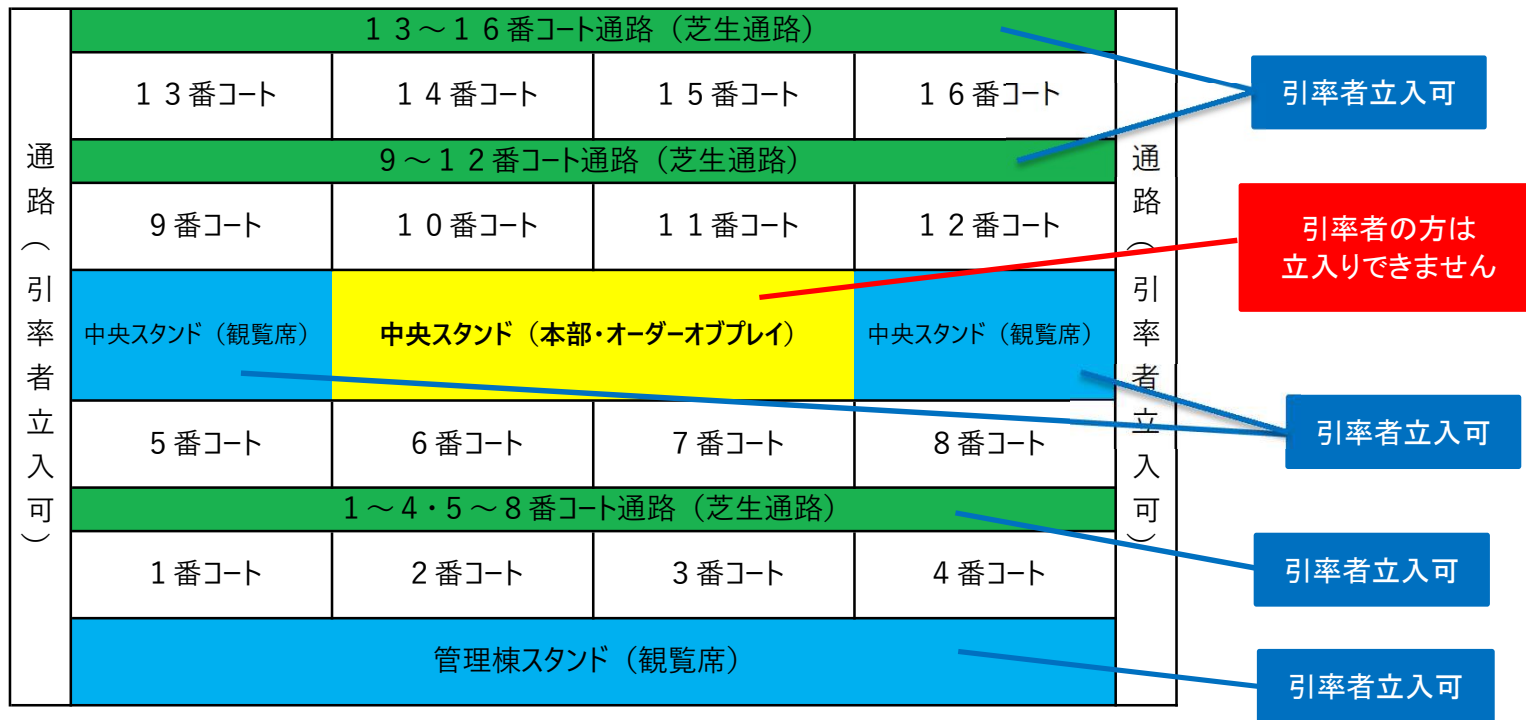 １３～１６番コート通路（芝生通路）
１３番コート
１４番コート
１５番コート
１６番コート
引率者立入可
９～１２番コート通路（芝生通路）
９番コート
１０番コート
１１番コート
１２番コート
引率者の方は
立入りできません
通路（引率者立入可）
中央スタンド（観覧席）
中央スタンド（本部・オーダーオブプレイ）
中央スタンド（観覧席）
通路（引率者立入可）
５番コート
６番コート
７番コート
８番コート
引率者立入可
１～４・５～８番コート通路（芝生通路）
１番コート
２番コート
３番コート
４番コート
引率者立入可
管理棟スタンド（観覧席）
引率者立入可